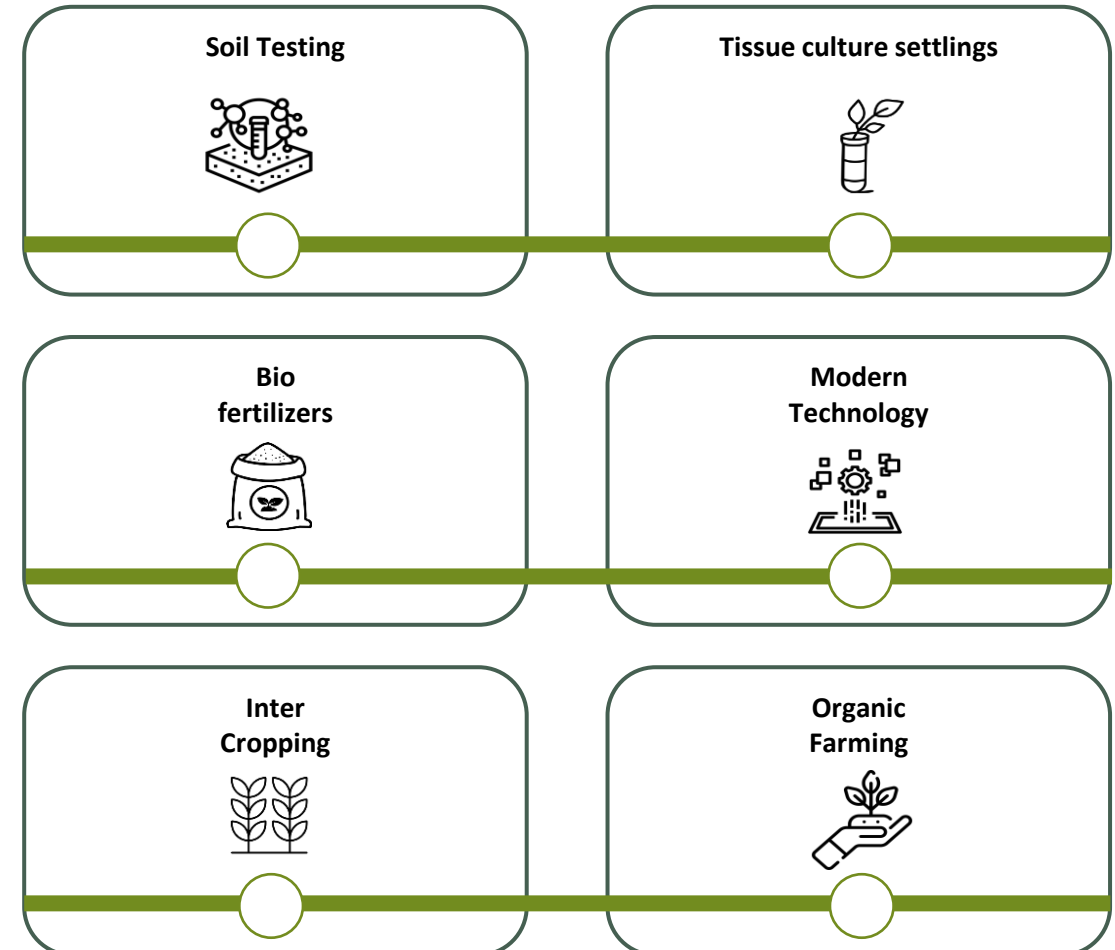 Soil Testing
Tissue culture settlings
Bio
fertilizers
Modern
Technology
Inter
Cropping
Organic
Farming